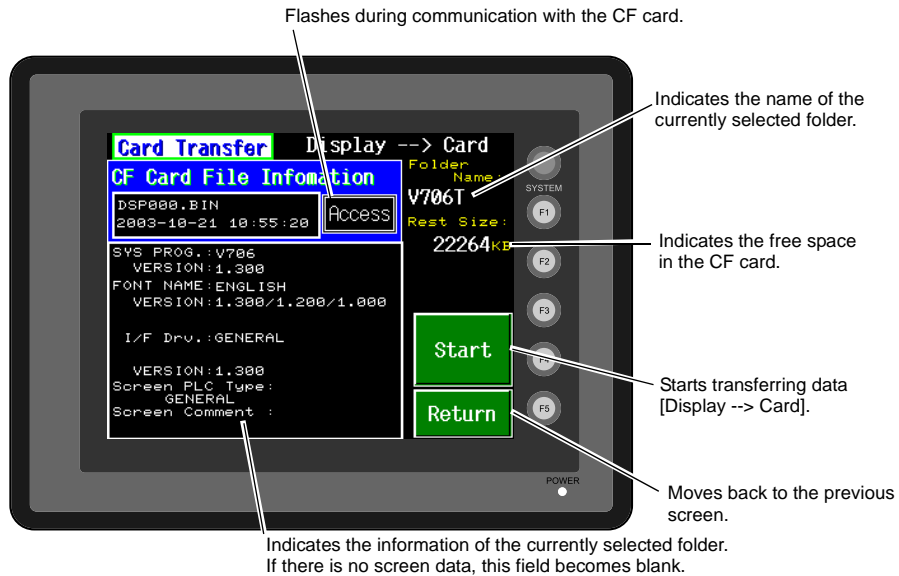 Flashes during communication with the CF card.
Indicates the name of the
currently selected folder.
Card Transfer Display --> Card
CF Card File Infomation
Folder
Name:
V706T
SYSTEM
DSP000.BIN
2003-10-21 10:55:20
Access
Rest Size:
22264KB
F1
Indicates the free space
in the CF card.
F2
SYS PROG.:V706
VERSION:1.300
FONT NAME:ENGLISH
VERSION:1.300/1.200/1.000
F3
I/F Drv.:GENERAL
VERSION:1.300
Start
F4
Starts transferring data
[Display --> Card].
Screen PLC Type:
GENERAL
Screen Comment :
Return
F5
POWER
Moves back to the previous
screen.
Indicates the information of the currently selected folder.
If there is no screen data, this field becomes blank.